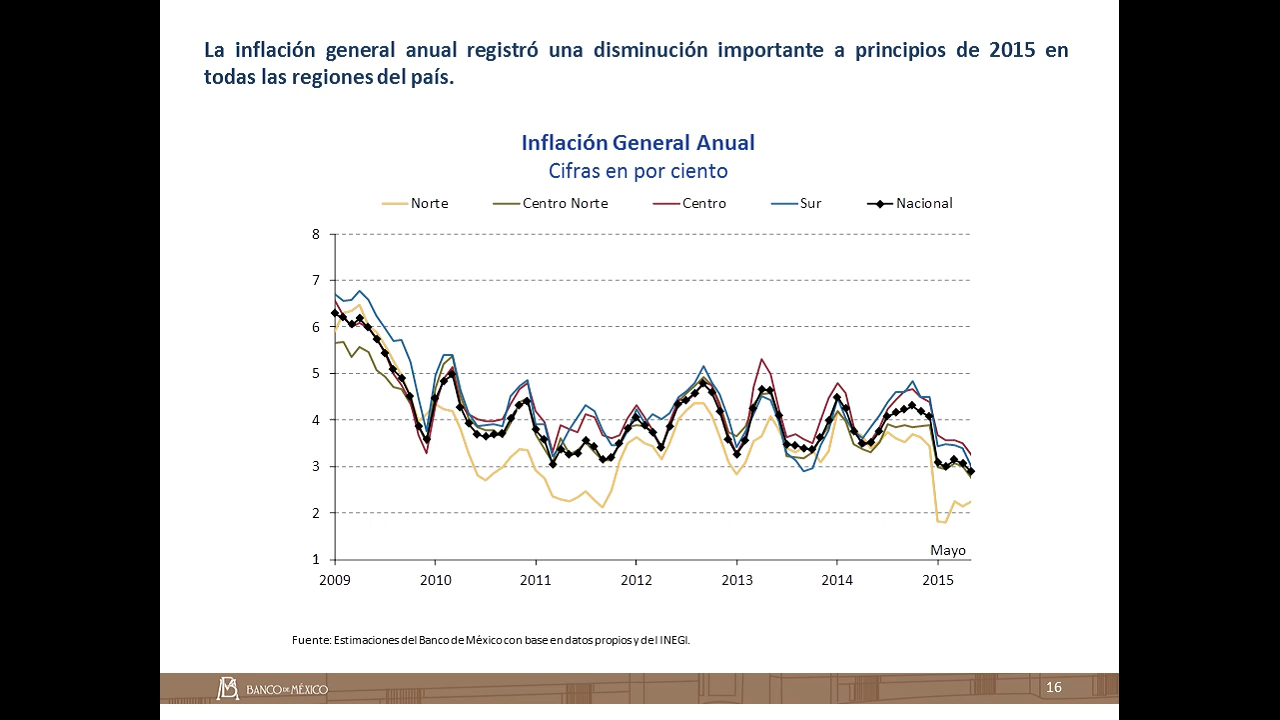 La inflación general anual registró una disminución importante a principios de 2015 en
todas las regiones del país.
Inflación General Anual
Cifras en por ciento
Norte Centro Norte Centro Sur Nacional
8
7
6
5
4
3
2
1
Mayo
2009 2010 2011 2012 2013 2014 2015
Fuente: Estimaciones del Banco de México con base en datos propios y del INEGI.
BANCO DE MÉXICO
16